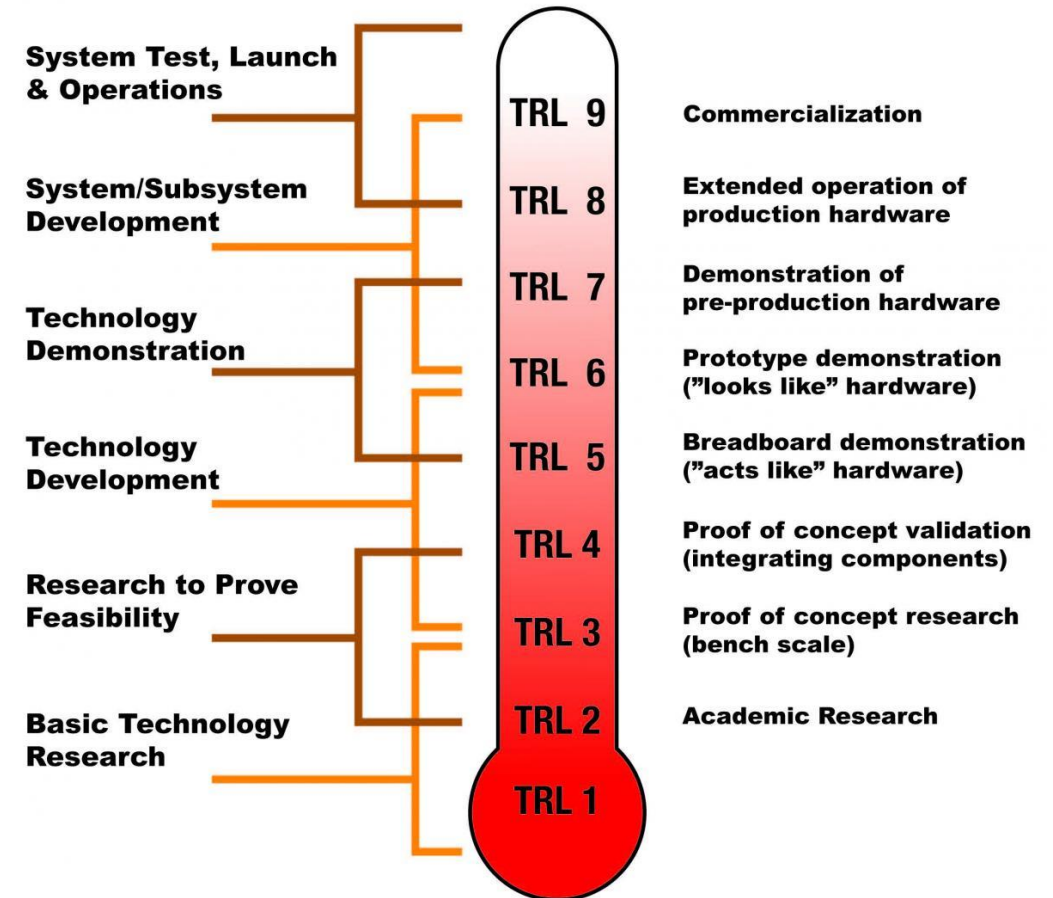 System Test, Launch
& Operations
System/Subsystem
Development
Technology
Demonstration
Technology
Development
Research to Prove
Feasibility
Basic Technology
Research
TRL 9
TRL 8
TRL 7
TRL 6
TRL 5
TRL 4
TRL 3
TRL 2
TRL 1
Commercialization
Extended operation of
production hardware
Demonstration of
pre-production hardware
Prototype demonstration
(”looks like” hardware)
Breadboard demonstration
(”acts like” hardware)
Proof of concept validation
(integrating components)
Proof of concept research
(bench scale)
Academic Research